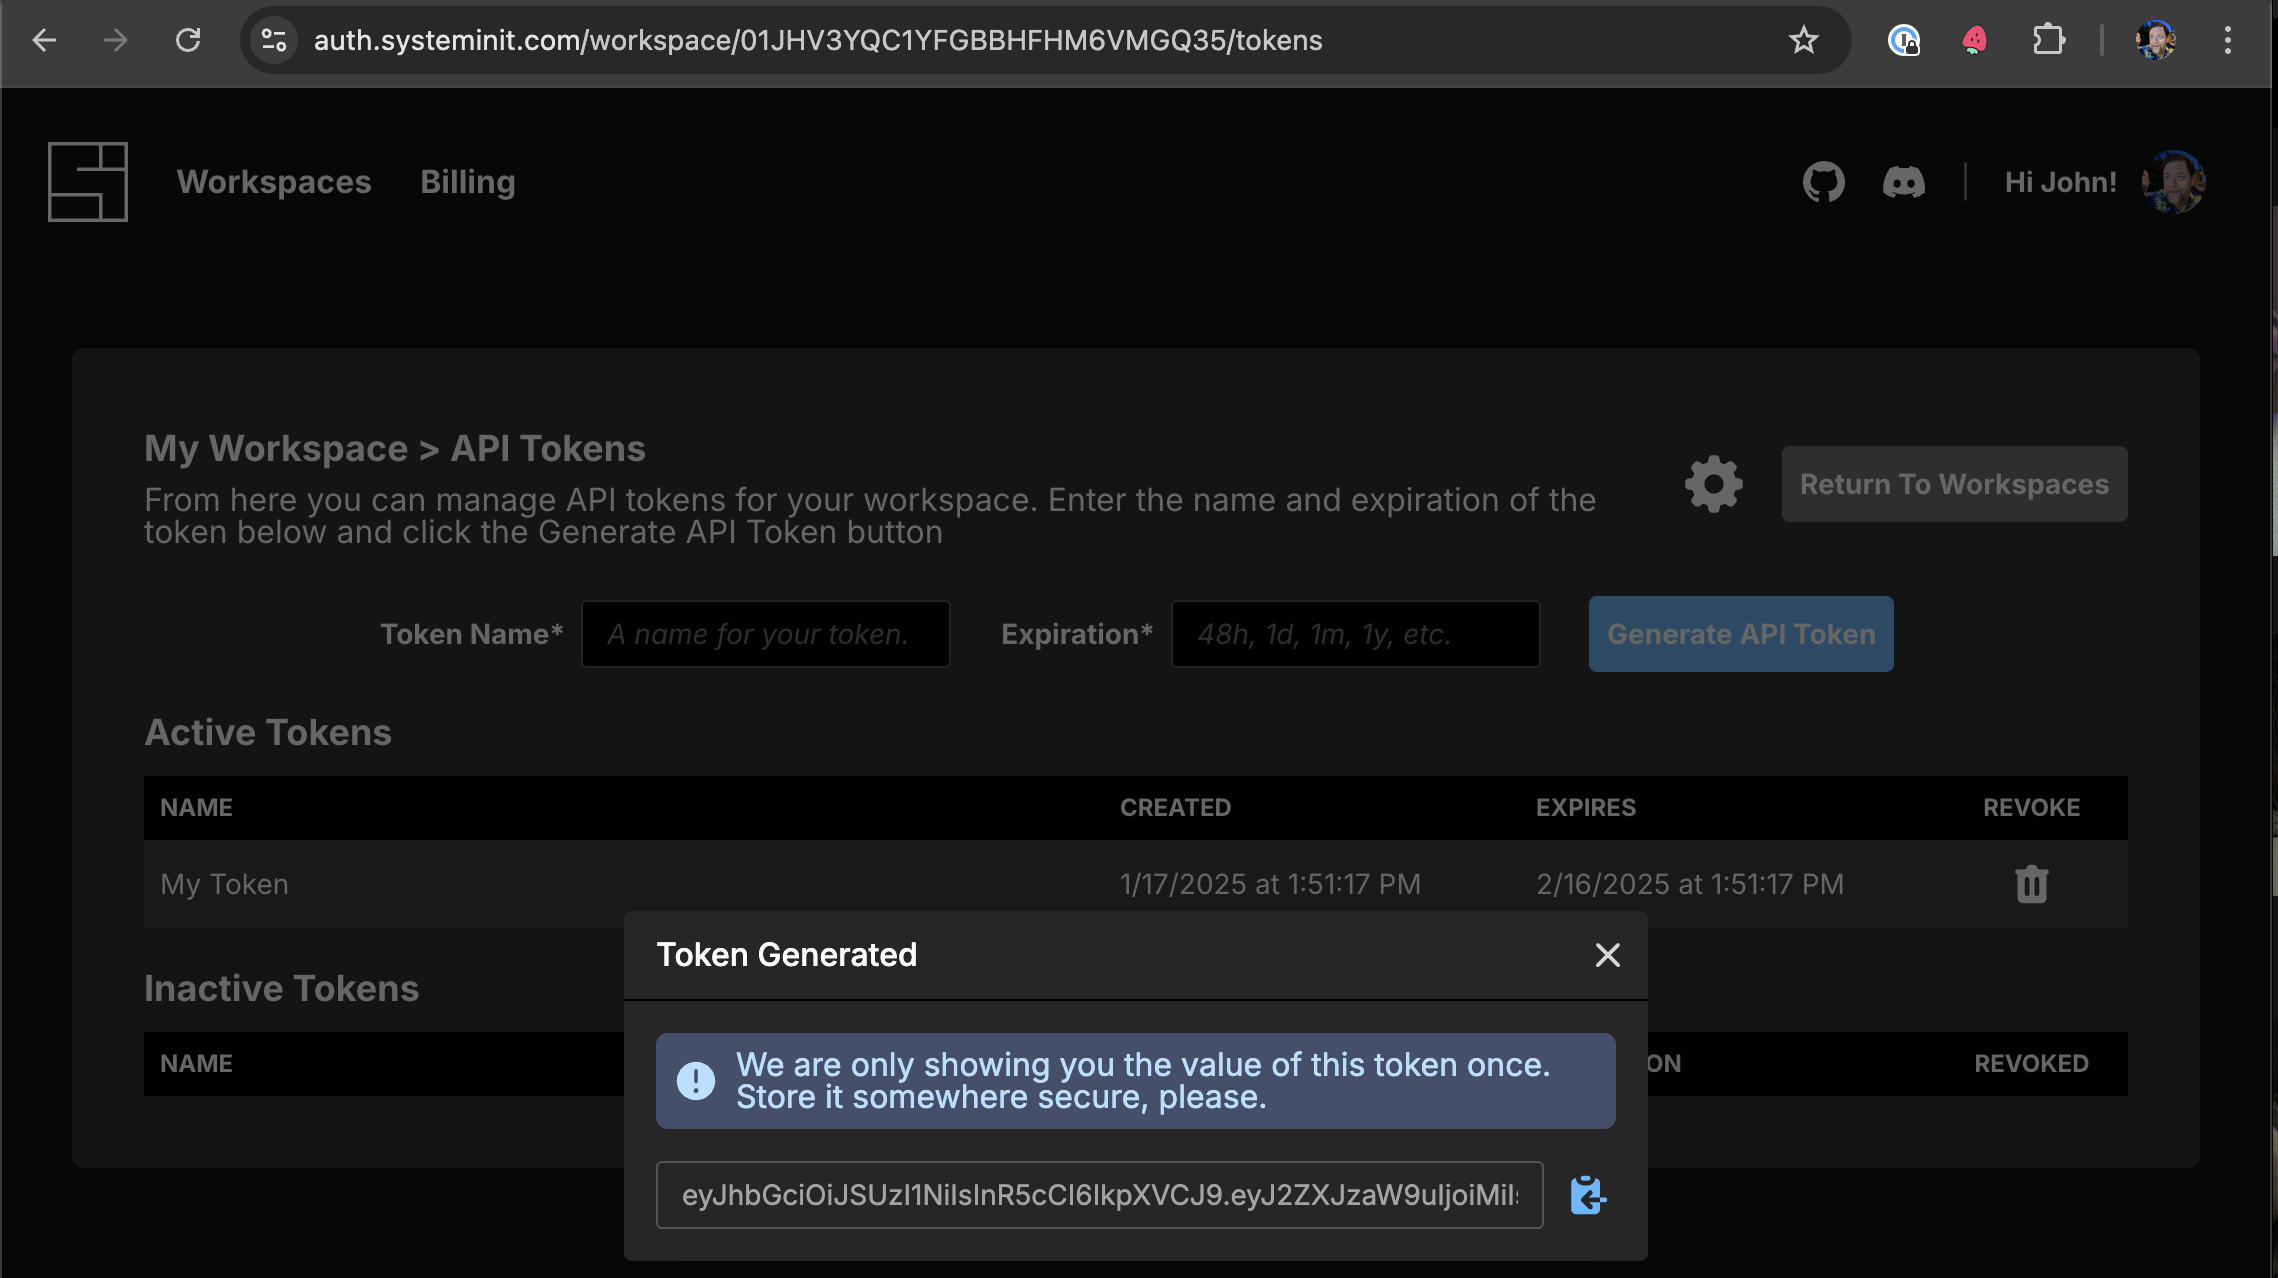 auth.systeminit.com/workspace/01JHV3YQC1YFGBBHFHM6VMGQ35/tokens
Workspaces Billing Hi John!
My Workspace > API Tokens
From here you can manage API tokens for your workspace. Enter the name and expiration of the
token below and click the Generate API Token button
Return To Workspaces
Token Name* A name for your token. Expiration* 48h, 1d, 1m, 1y, etc. Generate API Token
Active Tokens
NAME CREATED EXPIRES REVOKE
My Token 1/17/2025 at 1:51:17 PM 2/16/2025 at 1:51:17 PM
Token Generated
Inactive Tokens
NAME ON REVOKED
We are only showing you the value of this token once.
Store it somewhere secure, please.
eyJhbGciOiJSUzI1NiIsInR5cCI6IkpXVCJ9.eyJ2ZXJzaW9uIjoiMiIs